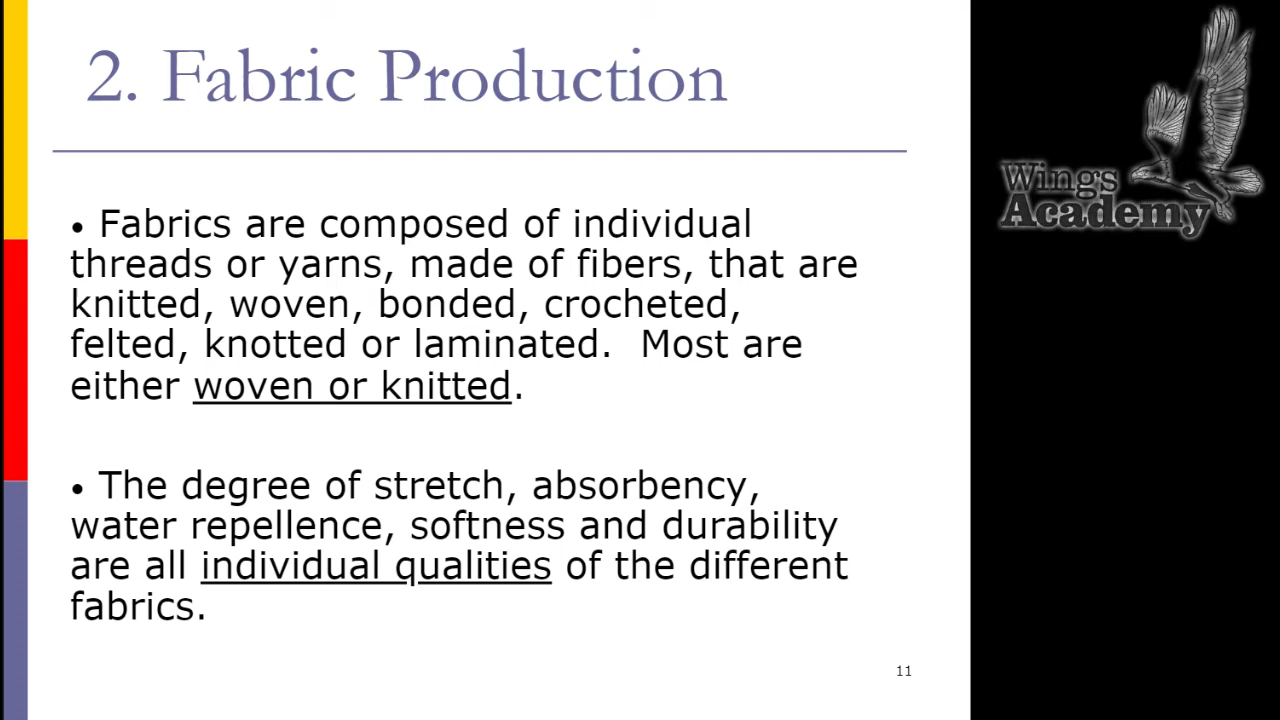 2. Fabric Production
Wings
Academy
• Fabrics are composed of individual
threads or yarns, made of fibers, that are
knitted, woven, bonded, crocheted,
felted, knotted or laminated.  Most are
either woven or knitted.
• The degree of stretch, absorbency,
water repellence, softness and durability
are all individual qualities of the different
fabrics.
11